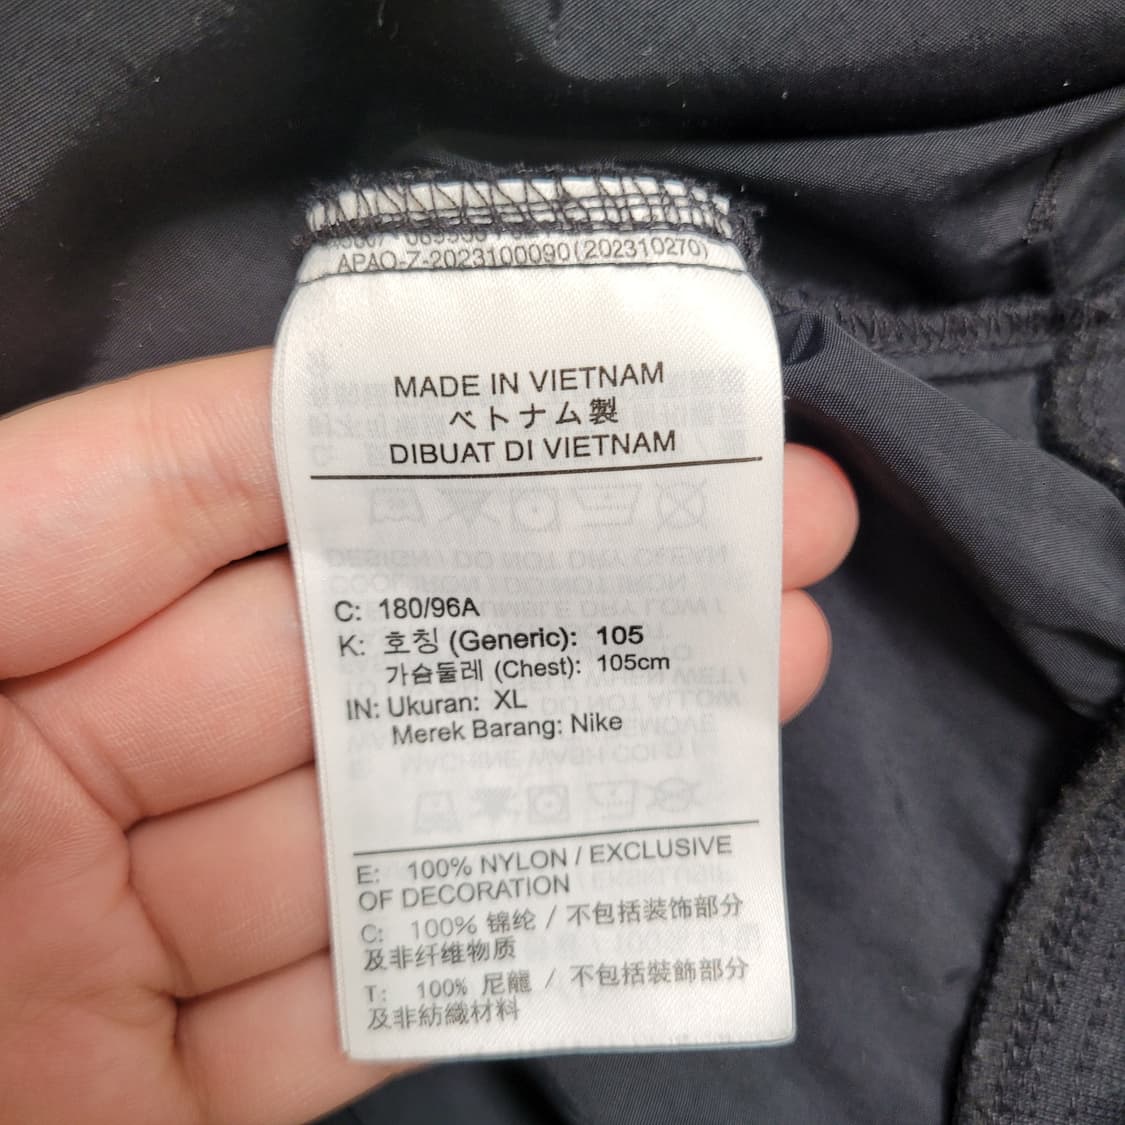 APAO-Z-2023100090(202310270)
MADE IN VIETNAM
ベトナム製
DIBUAT DI VIETNAM
C: 180/96A
K: 호칭 (Generic): 105
가슴둘레 (Chest): 105cm
IN: Ukuran: XL
Merek Barang: Nike
E: 100% NYLON / EXCLUSIVE
OF DECORATION
C: 100% 锦纶 / 不包括装饰部分
及非纤维物质
T: 100% 尼龍 / 不包括裝飾部分
及非紡織材料